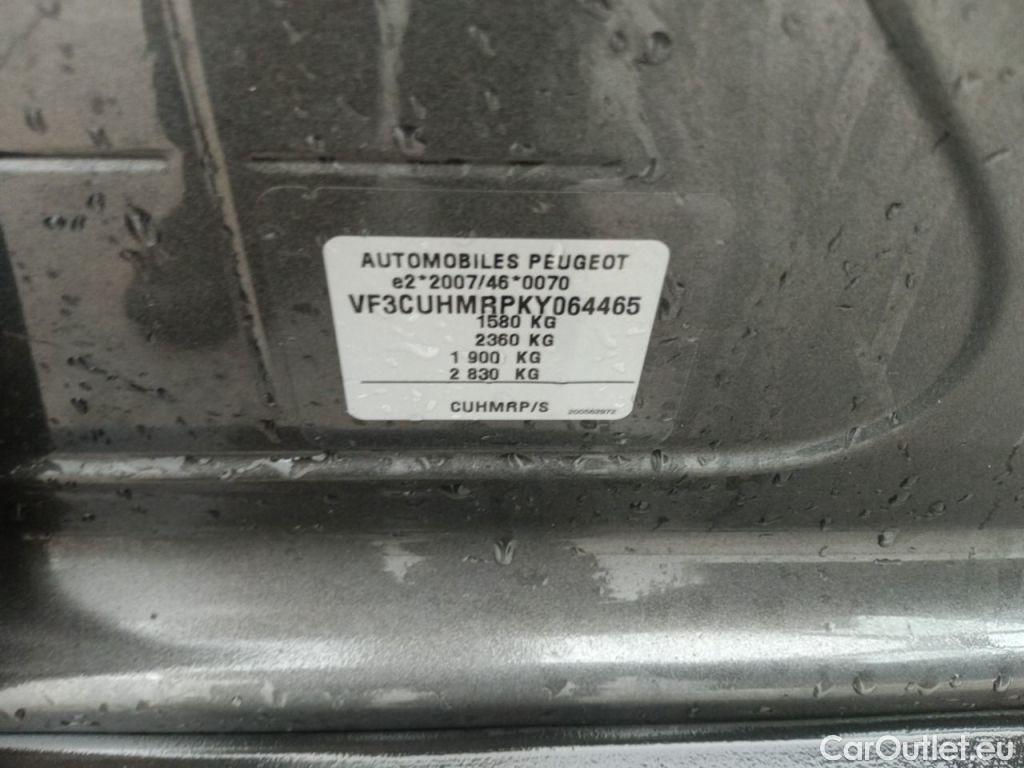 AUTOMOBILES PEUGEOT
e2*2007/46*0070
VF3CUHMRPKY064465
1580 KG
2360 KG
1 900 KG
2 830 KG
CUHMRP/S 200562972
CarOutlet.eu